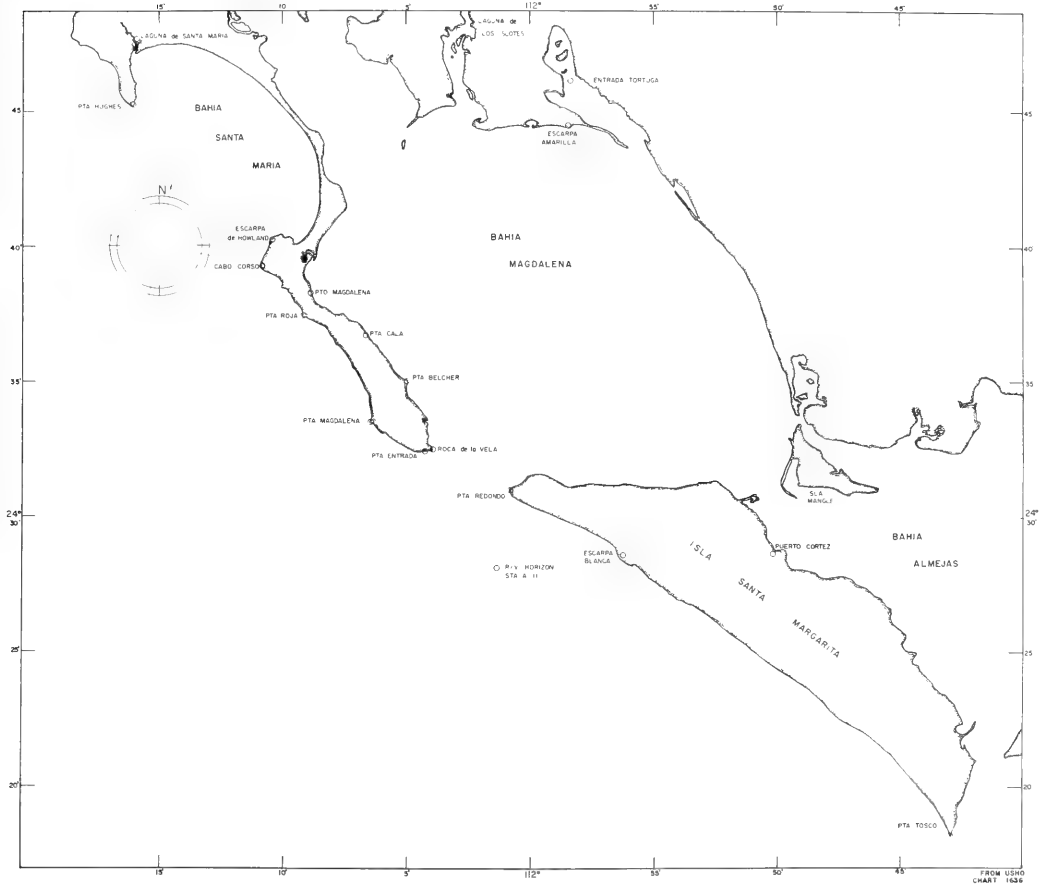 15'
10'
112°
55'
50'
45'
LAGUNA de SANTA MARIA
LAGUNA de
LOS SLOTES
ENTRADA TORTUGA
PTA HUGHES
45
45
BAHIA
SANTA
MARIA
ESCARPA
AMARILLA
N'
ESCARPA
de HOWLAND
40'
40
BAHIA
MAGDALENA
CABO CORSO
PTO MAGDALENA
PTA ROJA
PTA CALA
35'
35
PTA BELCHER
PTA MAGDALENA
PTA ENTRADA
ROCA de la VELA
PTA REDONDO
SLA
MANGLE
24°
30'
24°
30'
ESCARPA
BLANCA
PUERTO CORTEZ
BAHIA
ALMEJAS
R/V HORIZON
STA A 11
ISLA
SANTA
MARGARITA
25'
25
20'
20
PTA TOSCO
15'
10'
5'
112°
55'
50'
45'
FROM USHO
CHART 1636